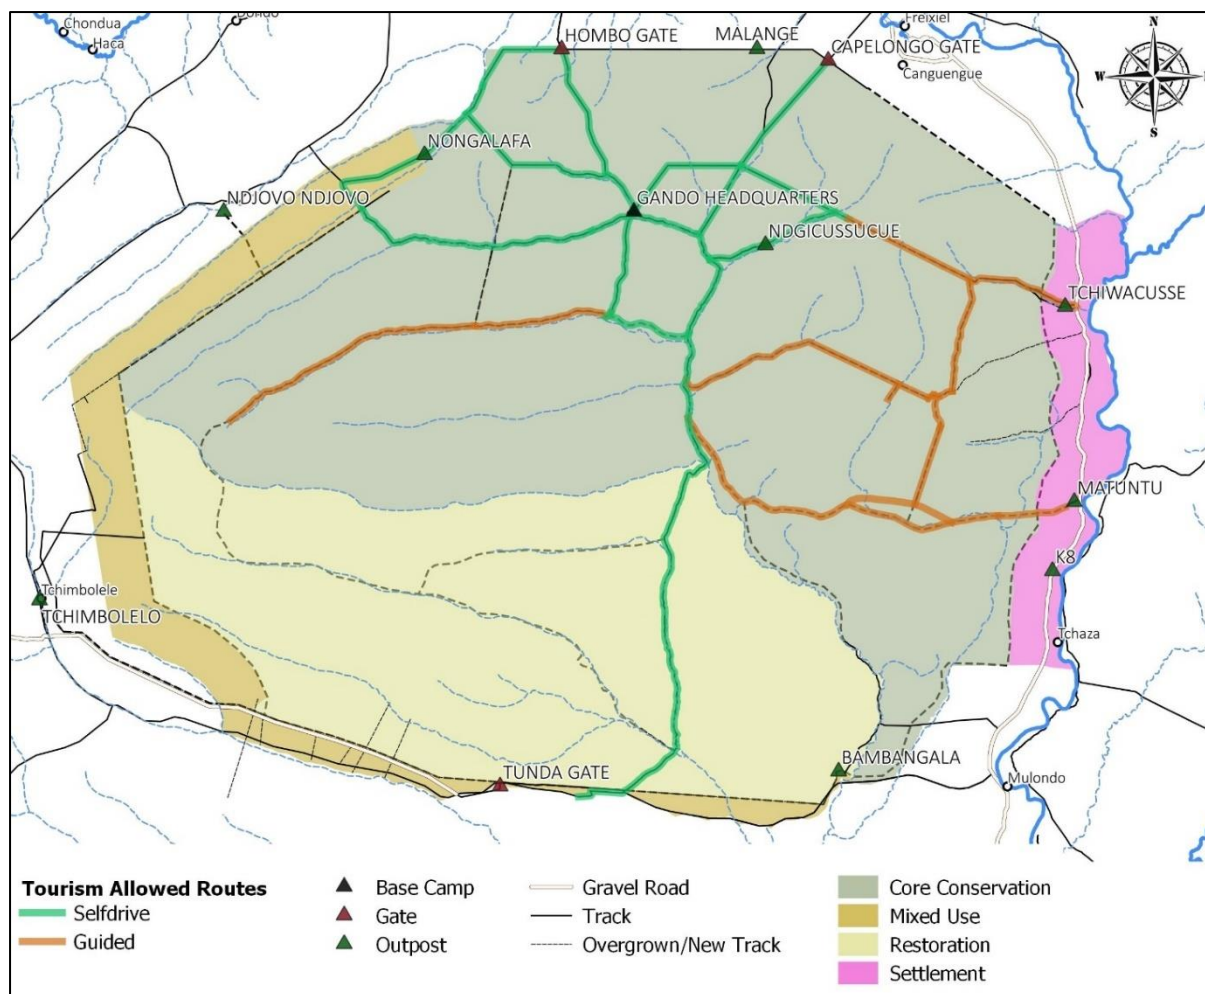 Chondua
Haca
Dondo
HOMBO GATE
MALANGE
Freixiel
CAPELONGO GATE
Canguengue
N
W
S
NONGALAFA
NDJOVO NDJOVO
GANDO HEADQUARTERS
NDGICUSSUCUE
TCHIWACUSSE
MATUNTU
K8
Tchimbolele
TCHIMBOLELO
Tchaza
TUNDA GATE
BAMBANGALA
Mulondo
Tourism Allowed Routes
Selfdrive
Guided
Base Camp
Gate
Outpost
Gravel Road
Track
Overgrown/New Track
Core Conservation
Mixed Use
Restoration
Settlement